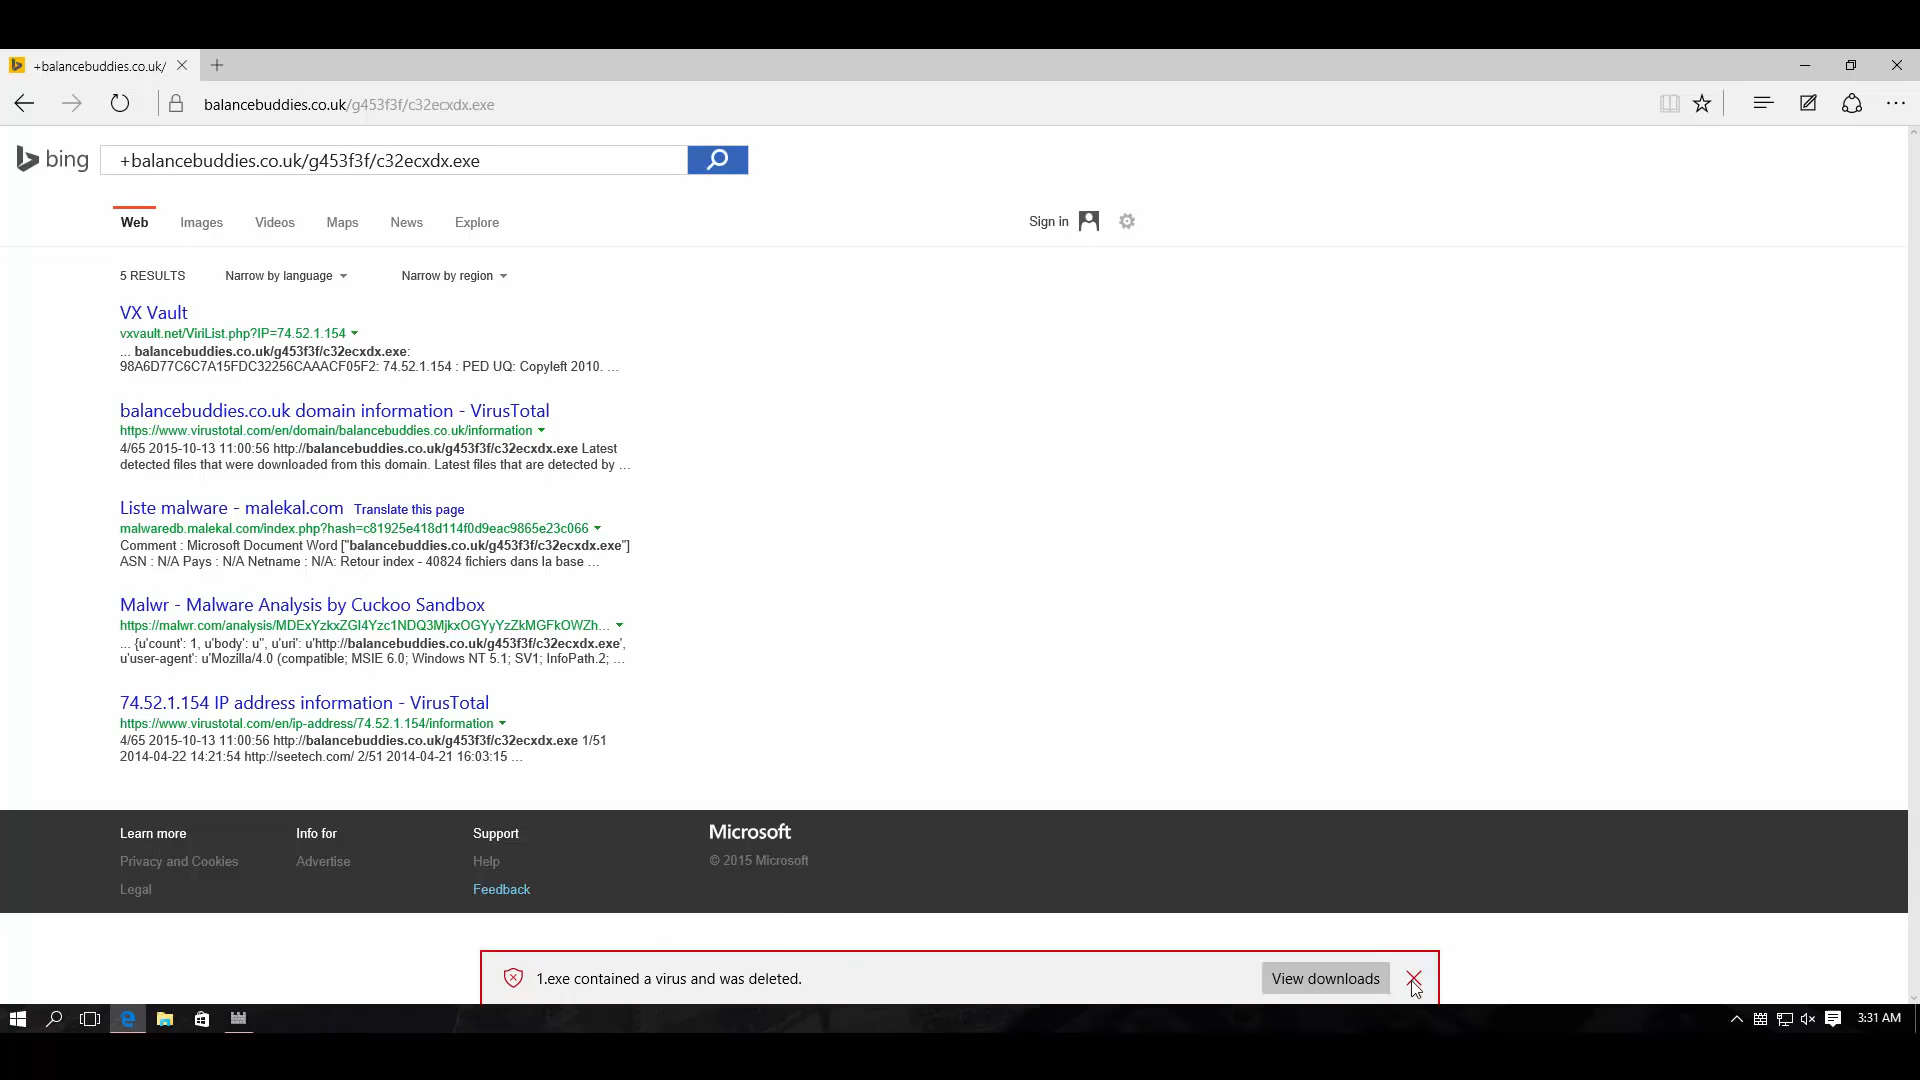 +balancebuddies.co.uk/
balancebuddies.co.uk/g453f3f/c32ecxdx.exe
bing
+balancebuddies.co.uk/g453f3f/c32ecxdx.exe
Web Images Videos Maps News Explore
Sign in
5 RESULTS Narrow by language Narrow by region
VX Vault
vxvault.net/ViriList.php?IP=74.52.1.154
... balancebuddies.co.uk/g453f3f/c32ecxdx.exe:
98A6D77C6C7A15FDC32256CAAACF05F2: 74.52.1.154 : PED UQ: Copyleft 2010. ...
balancebuddies.co.uk domain information - VirusTotal
https://www.virustotal.com/en/domain/balancebuddies.co.uk/information
4/65 2015-10-13 11:00:56 http://balancebuddies.co.uk/g453f3f/c32ecxdx.exe Latest
detected files that were downloaded from this domain. Latest files that are detected by ...
Liste malware - malekal.com Translate this page
malwaredb.malekal.com/index.php?hash=c81925e418d114f0d9eac9865e23c066
Comment : Microsoft Document Word ["balancebuddies.co.uk/g453f3f/c32ecxdx.exe"]
ASN : N/A Pays : N/A Netname : N/A: Retour index - 40824 fichiers dans la base ...
Malwr - Malware Analysis by Cuckoo Sandbox
https://malwr.com/analysis/MDExYzkxZGI4Yzc1NDQ3MjkxOGYyYzZkMGFkOWZh...
... {u'count': 1, u'body': u'', u'uri': u'http://balancebuddies.co.uk/g453f3f/c32ecxdx.exe',
u'user-agent': u'Mozilla/4.0 (compatible; MSIE 6.0; Windows NT 5.1; SV1; InfoPath.2; ...
74.52.1.154 IP address information - VirusTotal
https://www.virustotal.com/en/ip-address/74.52.1.154/information
4/65 2015-10-13 11:00:56 http://balancebuddies.co.uk/g453f3f/c32ecxdx.exe 1/51
2014-04-22 14:21:54 http://seetech.com/ 2/51 2014-04-21 16:03:15 ...
Learn more Info for Support Microsoft
Privacy and Cookies Advertise Help © 2015 Microsoft
Legal Feedback
1.exe contained a virus and was deleted. View downloads
3:31 AM